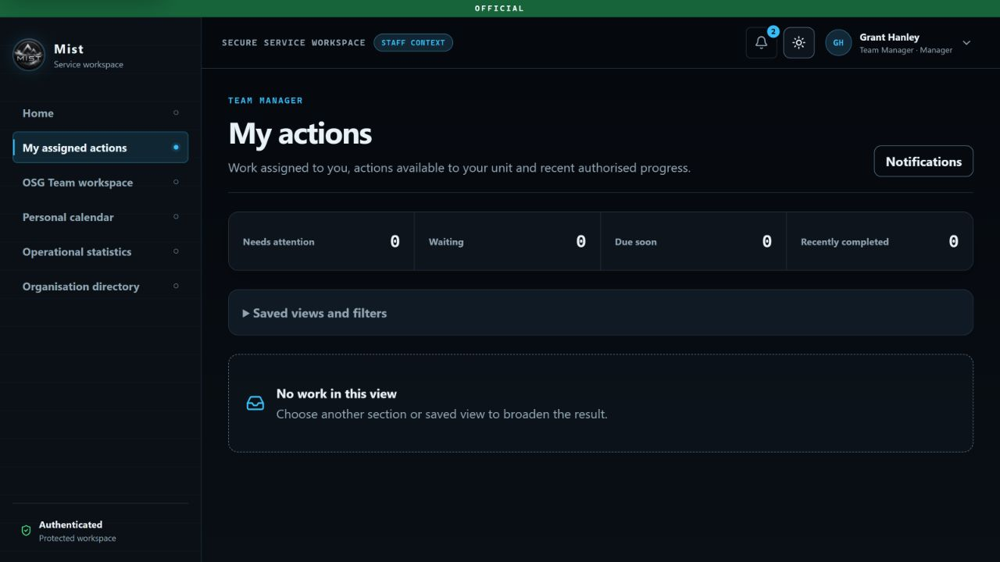 OFFICIAL
MIST
Mist
Service workspace
SECURE SERVICE WORKSPACE
STAFF CONTEXT
2
GH
Grant Hanley
Team Manager · Manager
Home
My assigned actions
OSG Team workspace
Personal calendar
Operational statistics
Organisation directory
Authenticated
Protected workspace
TEAM MANAGER
My actions
Work assigned to you, actions available to your unit and recent authorised progress.
Notifications
Needs attention 0
Waiting 0
Due soon 0
Recently completed 0
Saved views and filters
No work in this view
Choose another section or saved view to broaden the result.